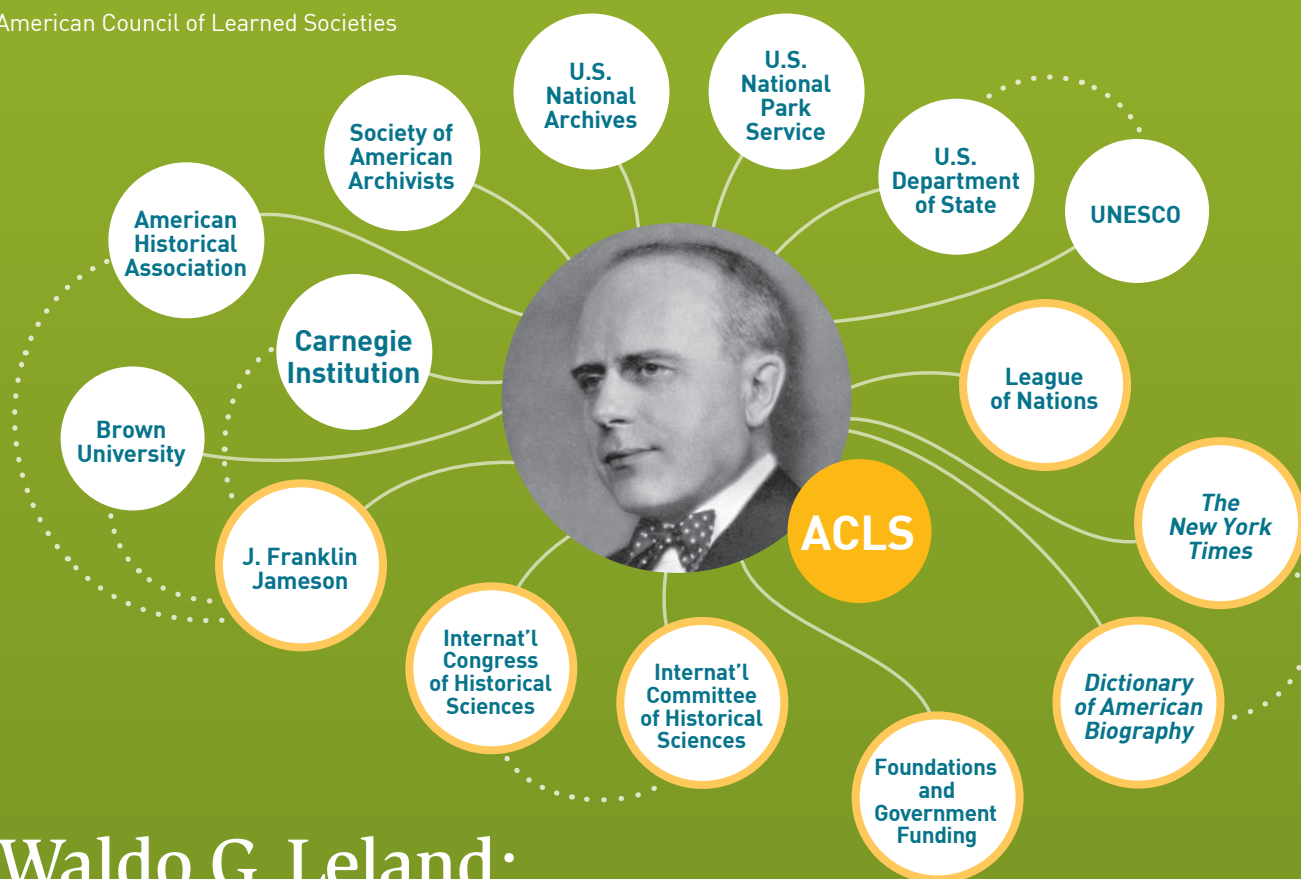 American Council of Learned Societies
U.S.
National
Archives
U.S.
National
Park
Service
Society of
American
Archivists
U.S.
Department
of State
UNESCO
American
Historical
Association
Carnegie
Institution
League
of Nations
Brown
University
The
New York
Times
ACLS
J. Franklin
Jameson
Internat'l
Congress
of Historical
Sciences
Internat'l
Committee
of Historical
Sciences
Dictionary
of American
Biography
Foundations
and
Government
Funding
Waldo G. Leland: